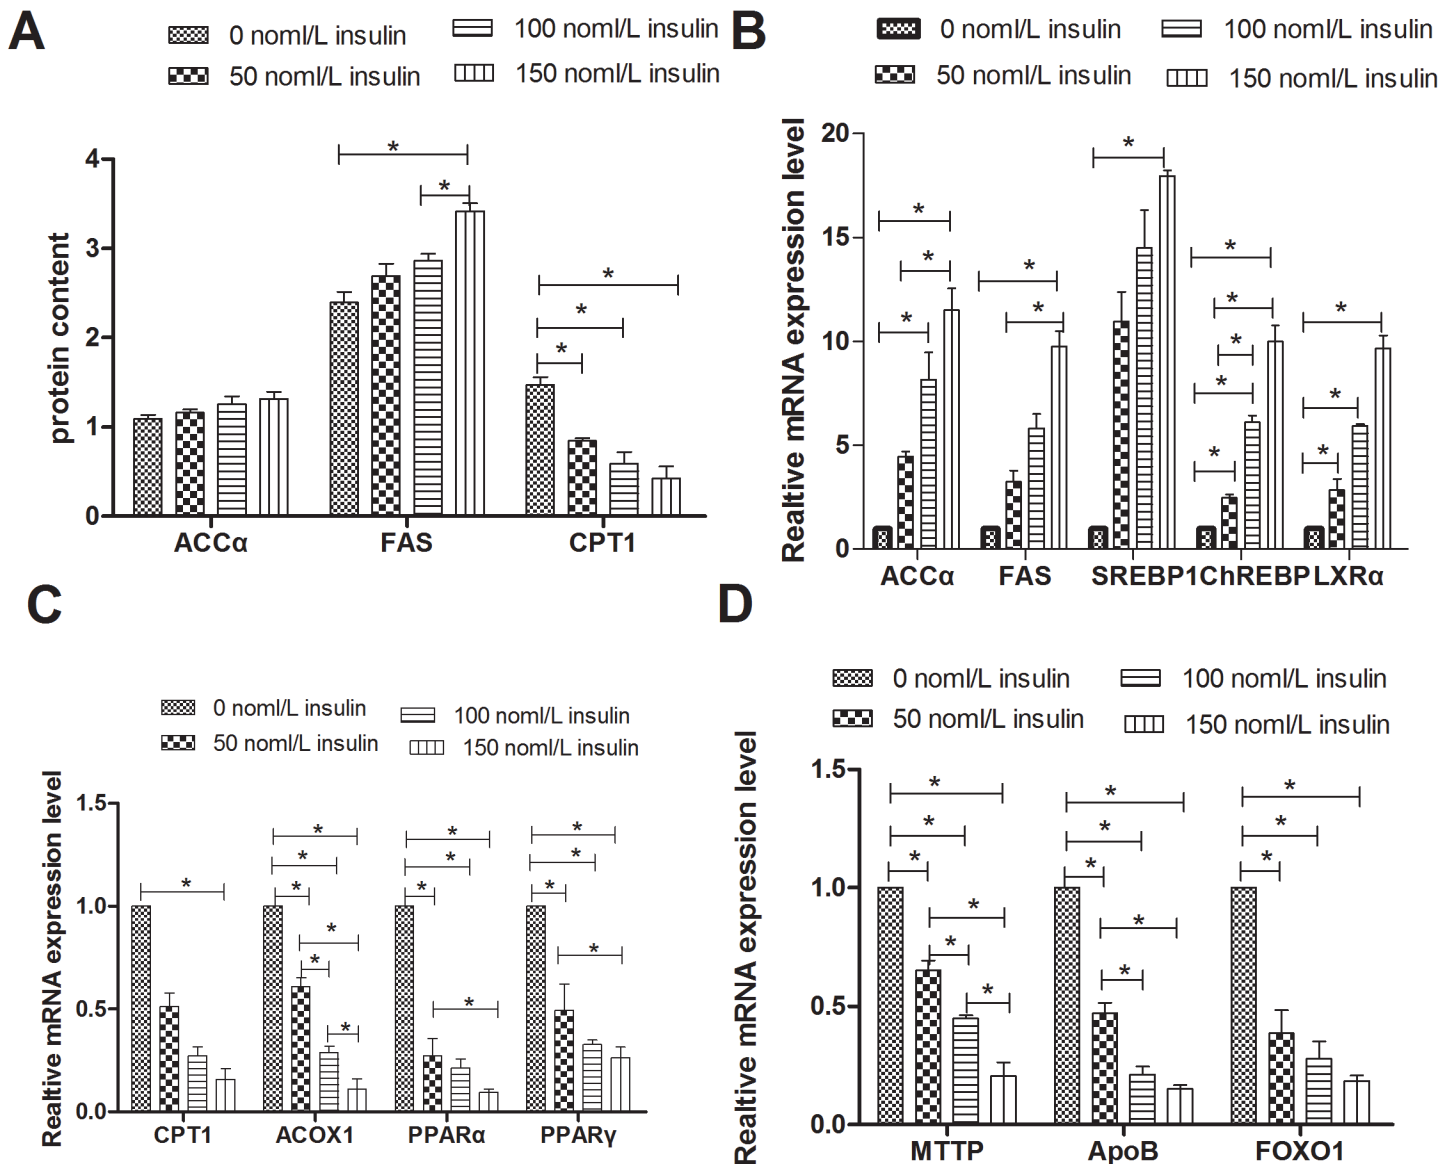 A
0 noml/L insulin
100 noml/L insulin
50 noml/L insulin
150 noml/L insulin
protein content
4
3
2
1
0
* * * * *
ACCα FAS CPT1
B
0 noml/L insulin
100 noml/L insulin
50 noml/L insulin
150 noml/L insulin
Realtive mRNA expression level
20
15
10
5
0
* * * * * * * * * * * * * *
ACCα FAS SREBP1 ChREBP LXRα
C
0 noml/L insulin
100 noml/L insulin
50 noml/L insulin
150 noml/L insulin
Realtive mRNA expression level
1.5
1.0
0.5
0.0
* * * * * * * * * * * * * * *
CPT1 ACOX1 PPARα PPARγ
D
0 noml/L insulin
100 noml/L insulin
50 noml/L insulin
150 noml/L insulin
Realtive mRNA expression level
1.5
1.0
0.5
0.0
* * * * * * * * * * * * * *
MTTP ApoB FOXO1